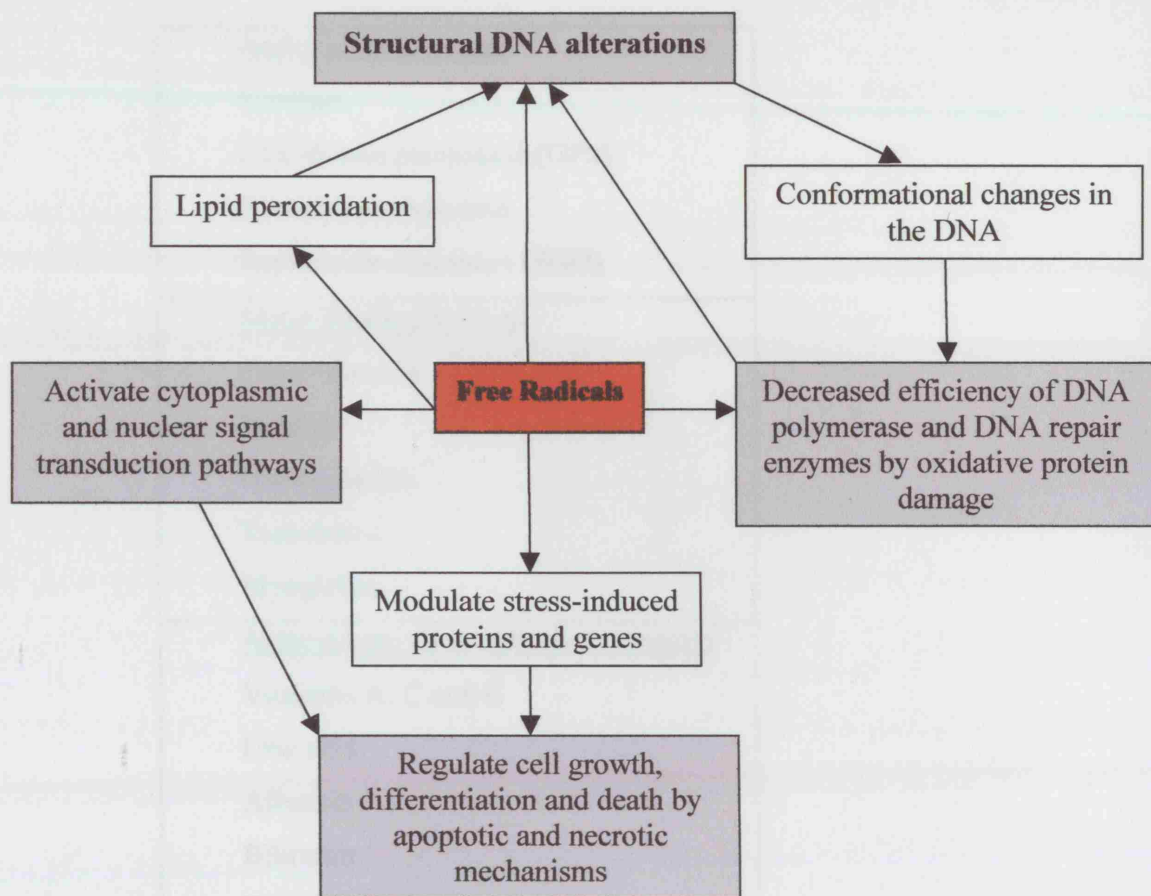 Structural DNA alterations
Lipid peroxidation
Conformational changes in
the DNA
Activate cytoplasmic
and nuclear signal
transduction pathways
Free Radicals
Decreased efficiency of DNA
polymerase and DNA repair
enzymes by oxidative protein
damage
Modulate stress-induced
proteins and genes
Regulate cell growth,
differentiation and death by
apoptotic and necrotic
mechanisms